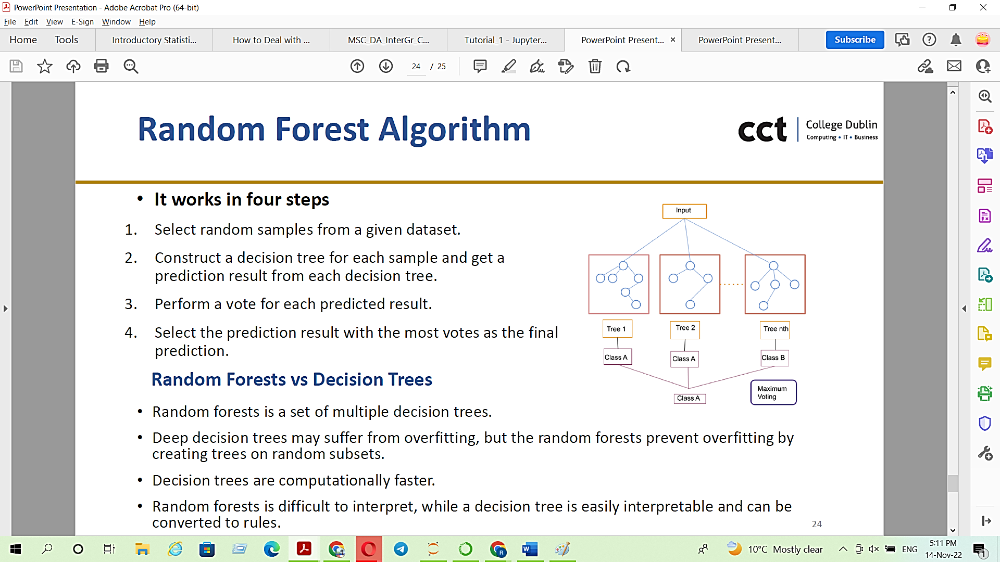 PowerPoint Presentation - Adobe Acrobat Pro (64-bit)
File Edit View E-Sign Window Help
Home Tools Introductory Statisti... How to Deal with ... MSC_DA_InterGr_C... Tutorial_1 - Jupyter... PowerPoint Present... × PowerPoint Present... Subscribe
24 / 25
Random Forest Algorithm
cct College Dublin
Computing • IT • Business
• It works in four steps
1. Select random samples from a given dataset.
2. Construct a decision tree for each sample and get a
prediction result from each decision tree.
3. Perform a vote for each predicted result.
4. Select the prediction result with the most votes as the final
prediction.
Input
Tree 1 Tree 2 Tree nth
Class A Class A Class B
Class A
Maximum
Voting
Random Forests vs Decision Trees
• Random forests is a set of multiple decision trees.
• Deep decision trees may suffer from overfitting, but the random forests prevent overfitting by
creating trees on random subsets.
• Decision trees are computationally faster.
• Random forests is difficult to interpret, while a decision tree is easily interpretable and can be
converted to rules.
24
10°C Mostly clear ENG
5:11 PM
14-Nov-22
1